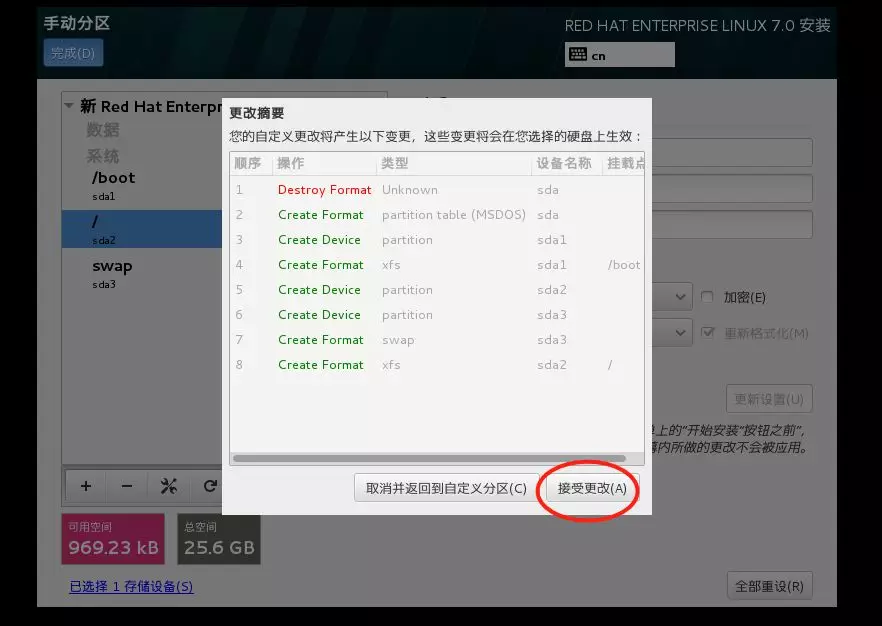 手动分区
RED HAT ENTERPRISE LINUX 7.0 安装
完成(D)
cn
新 Red Hat Enterpr
数据
系统
/boot
sda1
/
sda2
swap
sda3
更改摘要
您的自定义更改将产生以下变更，这些变更将会在您选择的硬盘上生效：
顺序 操作 类型 设备名称 挂载点
1 Destroy Format Unknown sda
2 Create Format partition table (MSDOS) sda
3 Create Device partition sda1
4 Create Format xfs sda1 /boot
5 Create Device partition sda2
6 Create Device partition sda3
7 Create Format swap sda3
8 Create Format xfs sda2 /
取消并返回到自定义分区(C) 接受更改(A)
加密(E)
重新格式化(M)
更新设置(U)
上的“开始安装”按钮之前”，
内所做的更改不会被应用。
可用空间
969.23 kB
总空间
25.6 GB
已选择 1 存储设备(S)
全部重设(R)